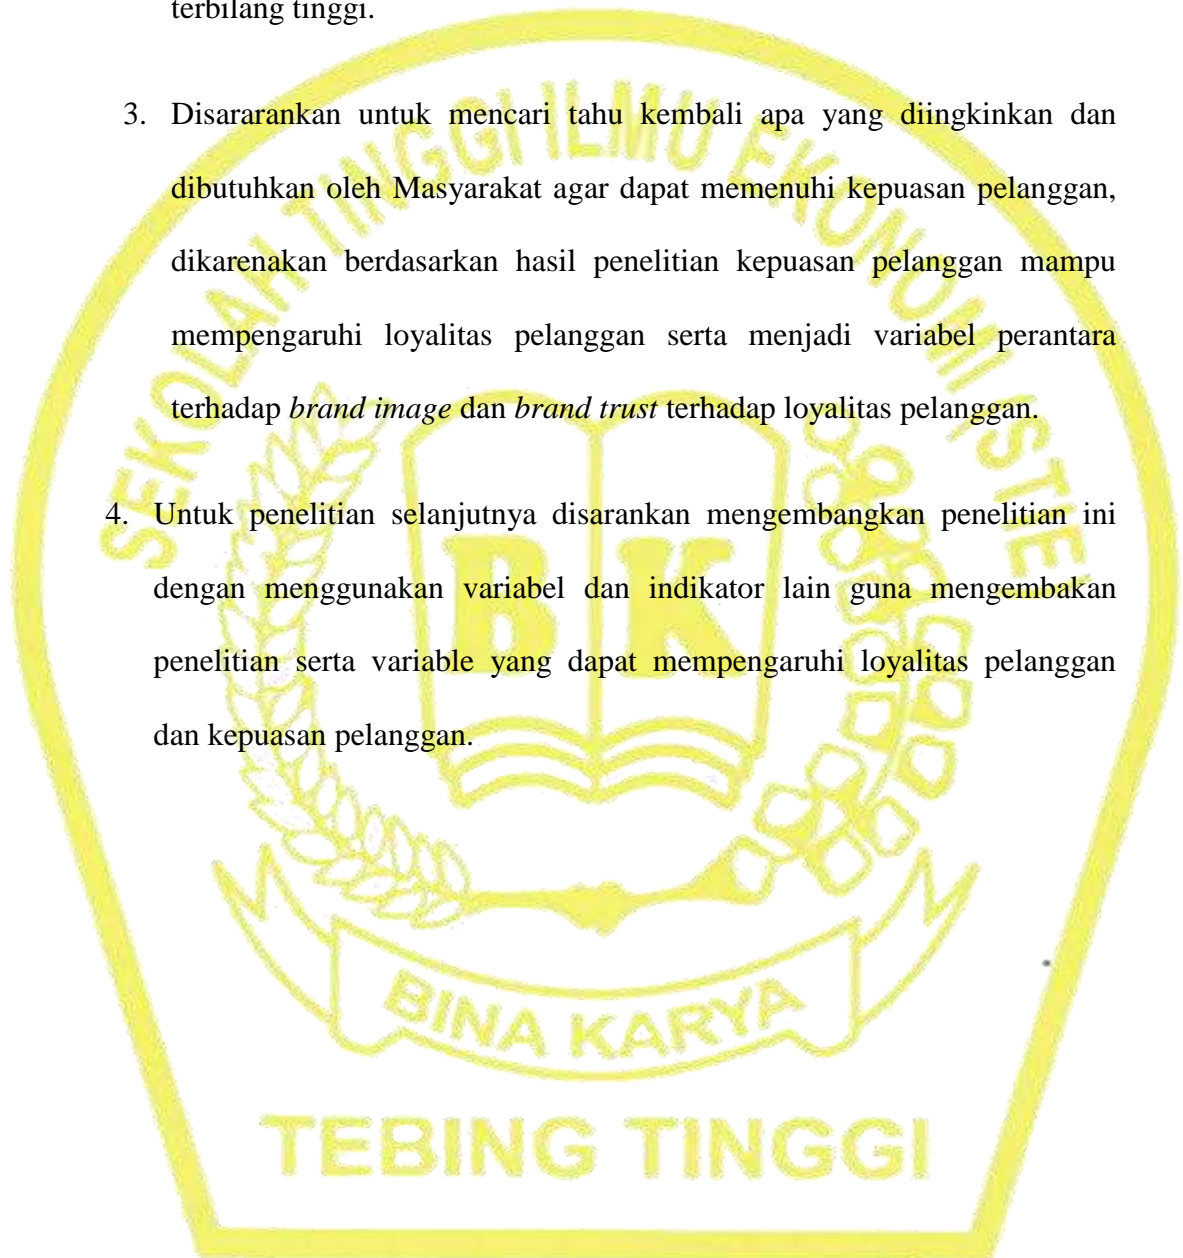 terbilang tinggi.
3. Disararankan untuk mencari tahu kembali apa yang diingkinkan dan
dibutuhkan oleh Masyarakat agar dapat memenuhi kepuasan pelanggan,
dikarenakan berdasarkan hasil penelitian kepuasan pelanggan mampu
mempengaruhi loyalitas pelanggan serta menjadi variabel perantara
terhadap brand image dan brand trust terhadap loyalitas pelanggan.
4. Untuk penelitian selanjutnya disarankan mengembangkan penelitian ini
dengan menggunakan variabel dan indikator lain guna mengembakan
penelitian serta variable yang dapat mempengaruhi loyalitas pelanggan
dan kepuasan pelanggan.
SEKOLAH TINGGI ILMU EKONOMI (STIE)
B K
BINA KARYA
TEBING TINGGI